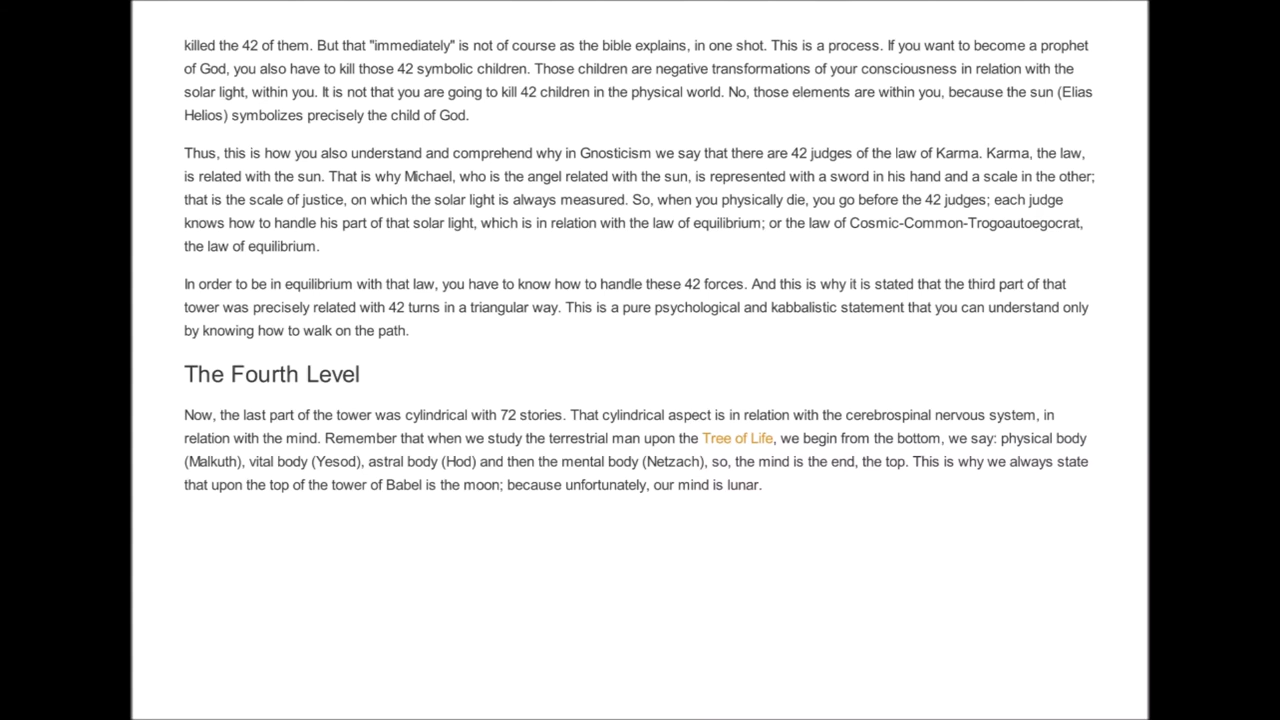 killed the 42 of them. But that "immediately" is not of course as the bible explains, in one shot. This is a process. If you want to become a prophet
of God, you also have to kill those 42 symbolic children. Those children are negative transformations of your consciousness in relation with the
solar light, within you. It is not that you are going to kill 42 children in the physical world. No, those elements are within you, because the sun (Elias
Helios) symbolizes precisely the child of God.
Thus, this is how you also understand and comprehend why in Gnosticism we say that there are 42 judges of the law of Karma. Karma, the law,
is related with the sun. That is why Michael, who is the angel related with the sun, is represented with a sword in his hand and a scale in the other;
that is the scale of justice, on which the solar light is always measured. So, when you physically die, you go before the 42 judges; each judge
knows how to handle his part of that solar light, which is in relation with the law of equilibrium; or the law of Cosmic-Common-Trogoautoegocrat,
the law of equilibrium.
In order to be in equilibrium with that law, you have to know how to handle these 42 forces. And this is why it is stated that the third part of that
tower was precisely related with 42 turns in a triangular way. This is a pure psychological and kabbalistic statement that you can understand only
by knowing how to walk on the path.
The Fourth Level
Now, the last part of the tower was cylindrical with 72 stories. That cylindrical aspect is in relation with the cerebrospinal nervous system, in
relation with the mind. Remember that when we study the terrestrial man upon the Tree of Life, we begin from the bottom, we say: physical body
(Malkuth), vital body (Yesod), astral body (Hod) and then the mental body (Netzach), so, the mind is the end, the top. This is why we always state
that upon the top of the tower of Babel is the moon; because unfortunately, our mind is lunar.